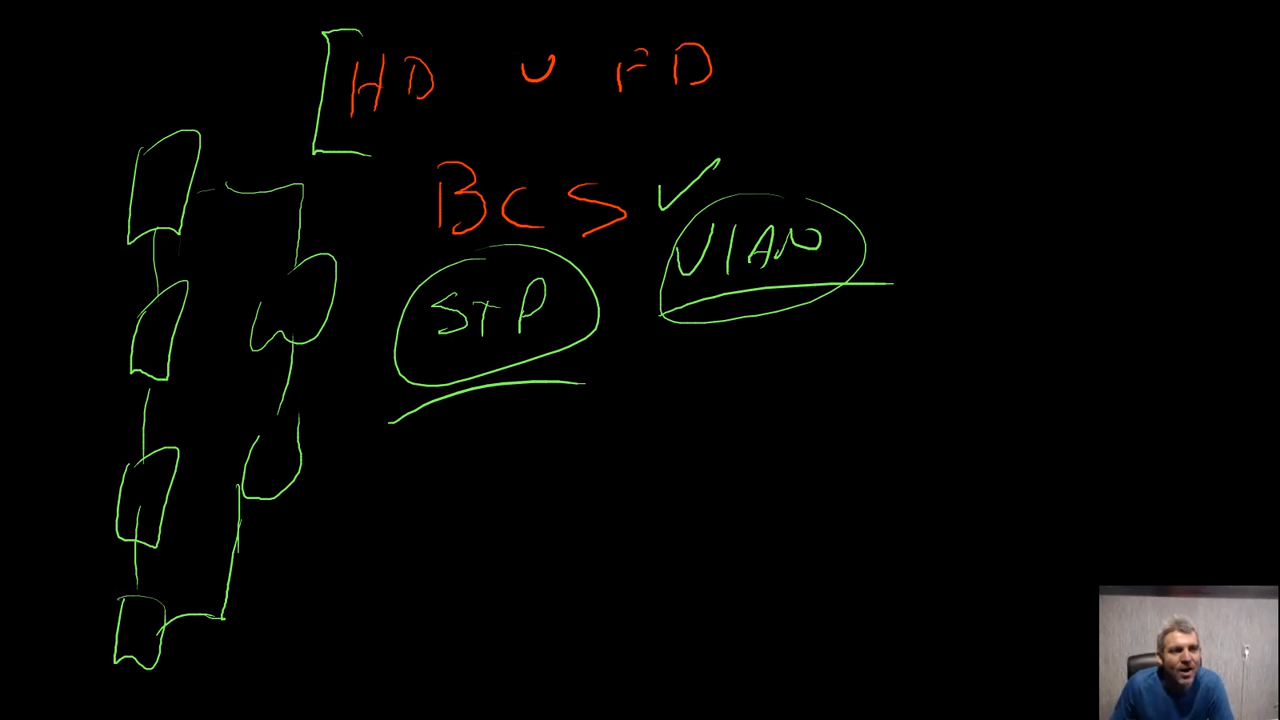 HD v FD
BCS ✓
VLAN
STP